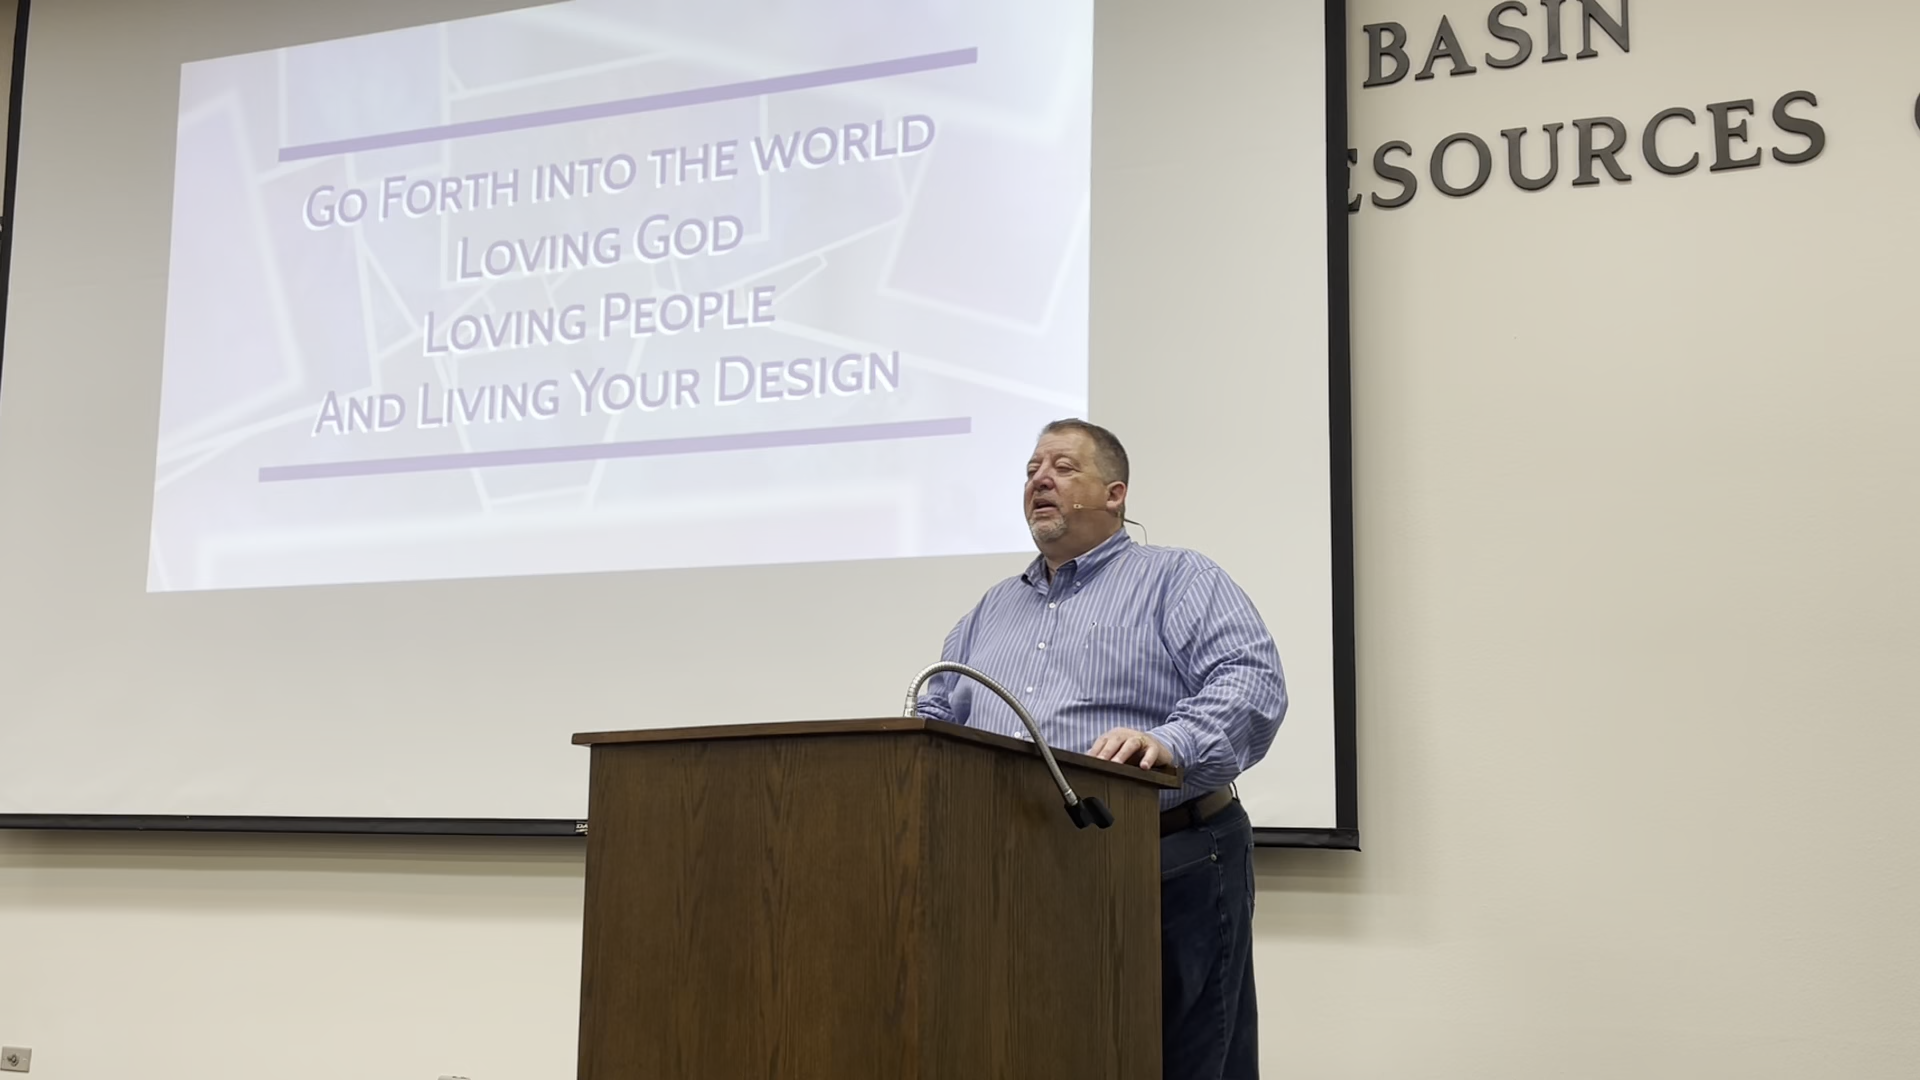 Go Forth into the world
Loving God
Loving People
And Living Your Design
BASIN
ESOURCES